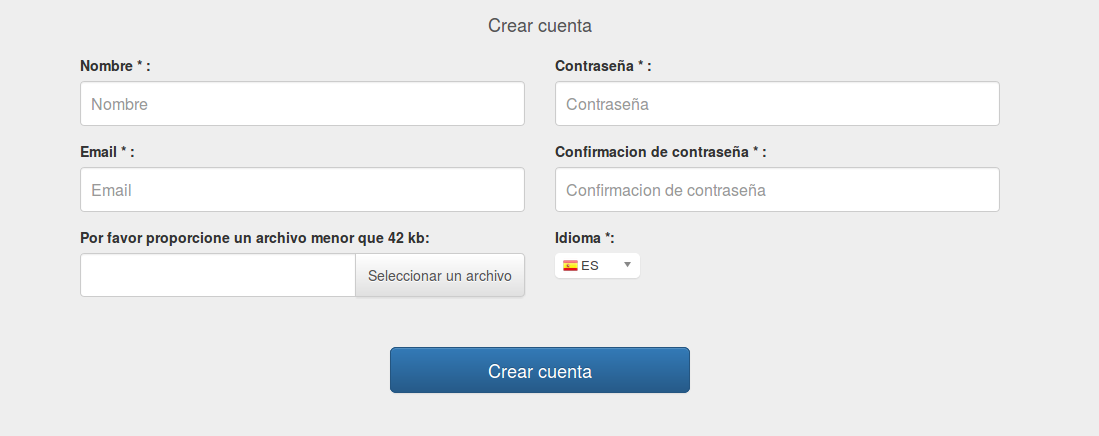 Crear cuenta
Nombre * :
Nombre
Contraseña * :
Contraseña
Email * :
Email
Confirmacion de contraseña * :
Confirmacion de contraseña
Por favor proporcione un archivo menor que 42 kb:
Seleccionar un archivo
Idioma *:
ES
Crear cuenta